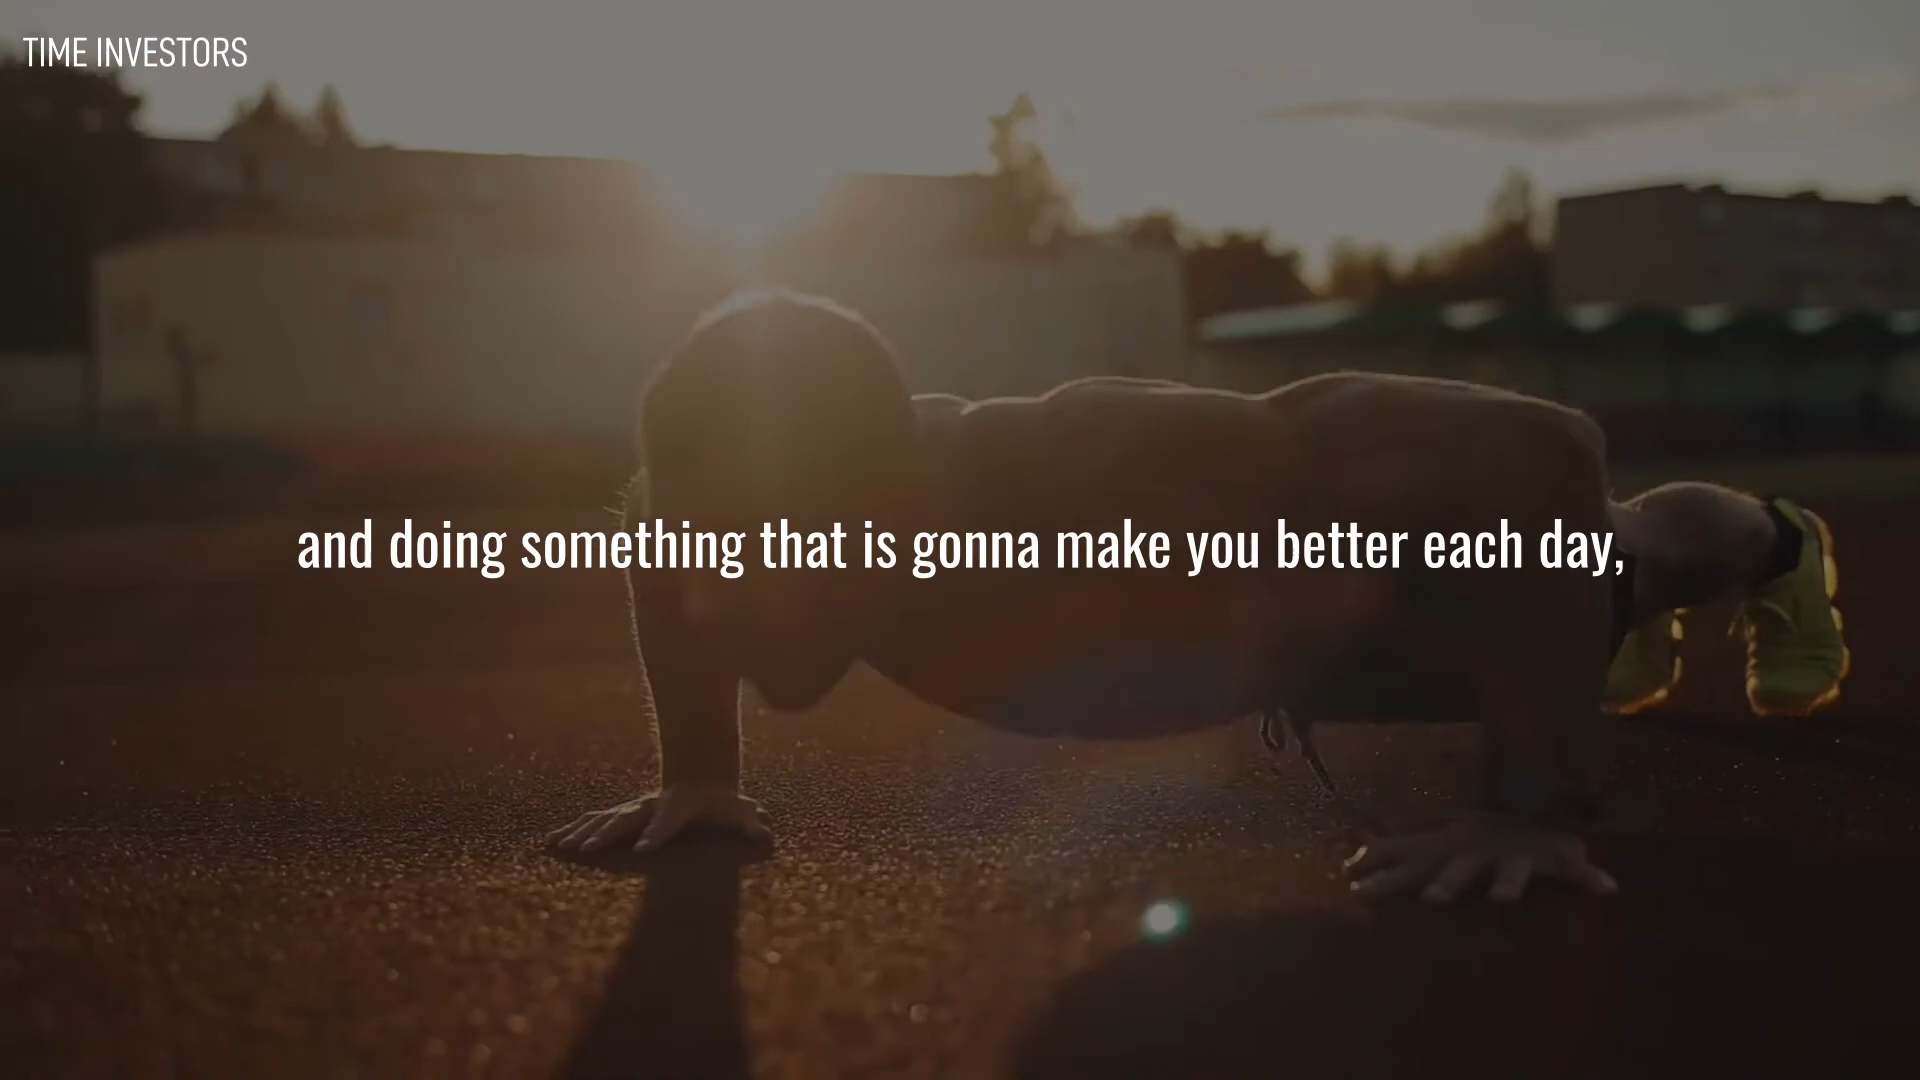 TIME INVESTORS
and doing something that is gonna make you better each day,